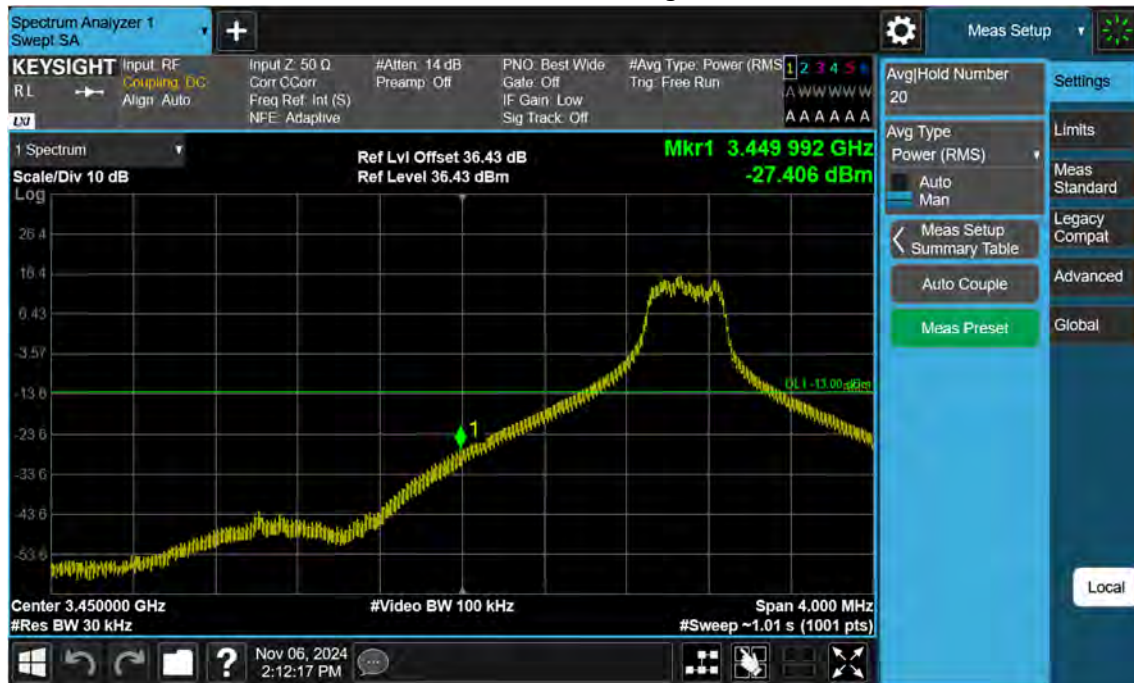 Spectrum Analyzer 1
Swept SA
Meas Setup
KEYSIGHT
RL
LXI
Input: RF
Coupling: DC
Align: Auto
Input Z: 50 Ω
Corr CCorr
Freq Ref: Int (S)
NFE: Adaptive
#Atten: 14 dB
Preamp: Off
PNO: Best Wide
Gate: Off
IF Gain: Low
Sig Track: Off
#Avg Type: Power (RMS
Trig: Free Run
1 2 3 4 5 6
A W W W W W
A A A A A A
1 Spectrum
Scale/Div 10 dB
Log
Ref Lvl Offset 36.43 dB
Ref Level 36.43 dBm
Mkr1 3.449 992 GHz
-27.406 dBm
26.4
16.4
6.43
-3.57
-13.6
-23.6
-33.6
-43.6
-53.6
DL1 -13.00 dBm
1
Center 3.450000 GHz
#Res BW 30 kHz
#Video BW 100 kHz
Span 4.000 MHz
#Sweep ~1.01 s (1001 pts)
Avg|Hold Number
20
Avg Type
Power (RMS)
Auto
Man
Meas Setup
Summary Table
Auto Couple
Meas Preset
Settings
Limits
Meas
Standard
Legacy
Compat
Advanced
Global
Local
?
Nov 06, 2024
2:12:17 PM